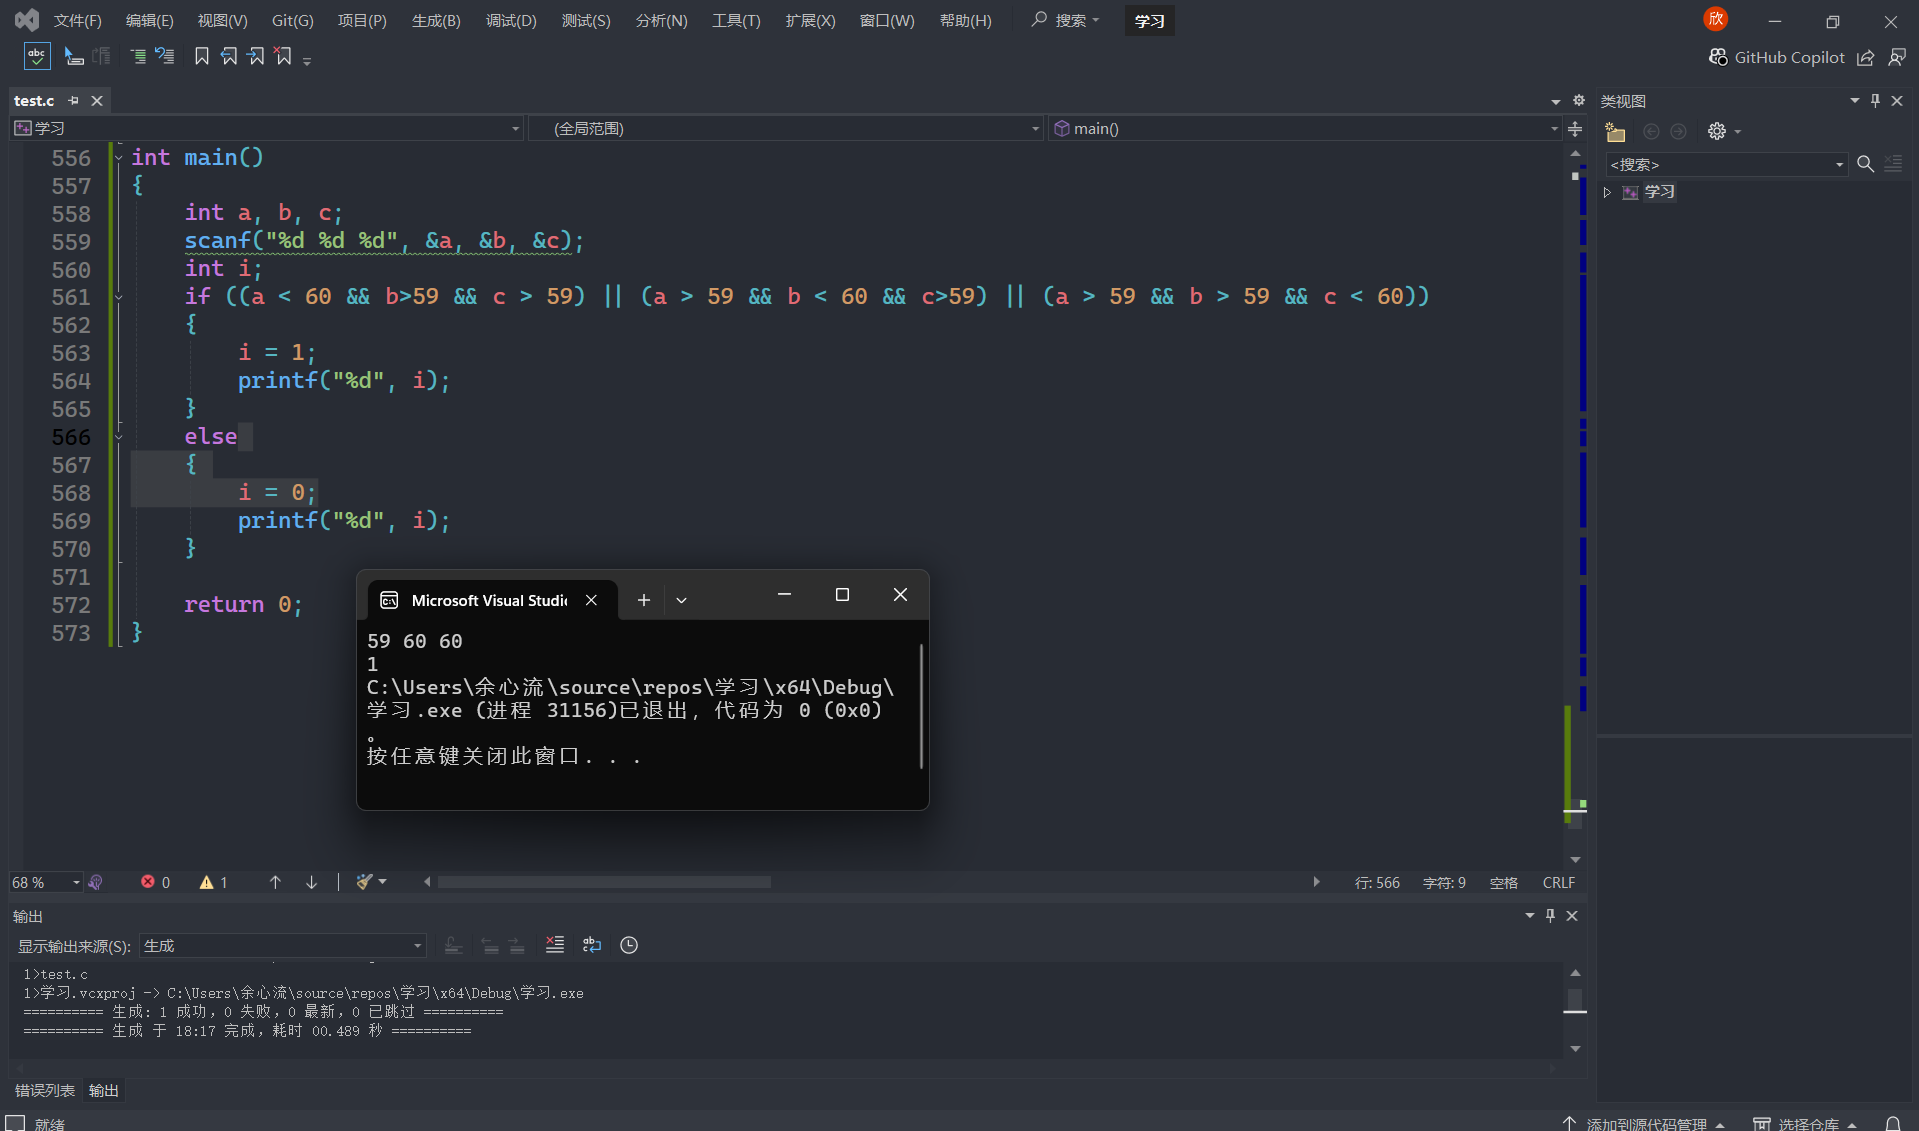 文件(F) 编辑(E) 视图(V) Git(G) 项目(P) 生成(B) 调试(D) 测试(S) 分析(N) 工具(T) 扩展(X) 窗口(W) 帮助(H) 搜索 学习 欣
abc GitHub Copilot
test.c
学习 (全局范围) main()
556 int main()
557 {
558 int a, b, c;
559 scanf("%d %d %d", &a, &b, &c);
560 int i;
561 if ((a < 60 && b>59 && c > 59) || (a > 59 && b < 60 && c>59) || (a > 59 && b > 59 && c < 60))
562 {
563 i = 1;
564 printf("%d", i);
565 }
566 else
567 {
568 i = 0;
569 printf("%d", i);
570 }
571
572 return 0;
573 }
Microsoft Visual Studio
59 60 60
1
C:\Users\余心流\source\repos\学习\x64\Debug\
学习.exe (进程 31156)已退出, 代码为 0 (0x0)
。
按任意键关闭此窗口. . .
68 % 0 1 行: 566 字符: 9 空格 CRLF
输出
显示输出来源(S): 生成
1>test.c
1>学习.vcxproj -> C:\Users\余心流\source\repos\学习\x64\Debug\学习.exe
========== 生成: 1 成功，0 失败，0 最新，0 已跳过 ==========
========== 生成 于 18:17 完成，耗时 00.489 秒 ==========
错误列表 输出
就绪 添加到源代码管理 选择仓库
类视图
<搜索>
学习